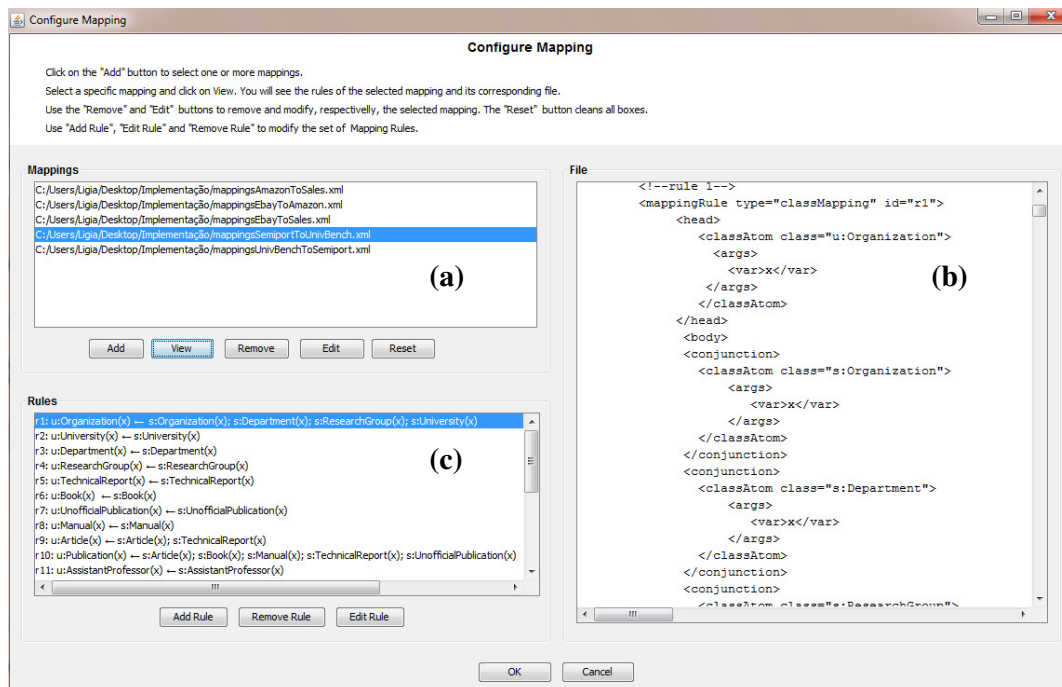 Configure Mapping
Configure Mapping
Click on the "Add" button to select one or more mappings.
Select a specific mapping and click on View. You will see the rules of the selected mapping and its corresponding file.
Use the "Remove" and "Edit" buttons to remove and modify, respectivelly, the selected mapping. The "Reset" button cleans all boxes.
Use "Add Rule", "Edit Rule" and "Remove Rule" to modify the set of Mapping Rules.
Mappings
C:/Users/Ligia/Desktop/Implementação/mappingsAmazonToSales.xml
C:/Users/Ligia/Desktop/Implementação/mappingsEbayToAmazon.xml
C:/Users/Ligia/Desktop/Implementação/mappingsEbayToSales.xml
C:/Users/Ligia/Desktop/Implementação/mappingsSemiportToUnivBench.xml
C:/Users/Ligia/Desktop/Implementação/mappingsUnivBenchToSemiport.xml
(a)
Add View Remove Edit Reset
Rules
r1: u:Organization(x) ← s:Organization(x); s:Department(x); s:ResearchGroup(x); s:University(x)
r2: u:University(x) ← s:University(x)
r3: u:Department(x) ← s:Department(x)
r4: u:ResearchGroup(x) ← s:ResearchGroup(x)
r5: u:TechnicalReport(x) ← s:TechnicalReport(x)
r6: u:Book(x) ← s:Book(x)
r7: u:UnofficialPublication(x) ← s:UnofficialPublication(x)
r8: u:Manual(x) ← s:Manual(x)
r9: u:Article(x) ← s:Article(x); s:TechnicalReport(x)
r10: u:Publication(x) ← s:Article(x); s:Book(x); s:Manual(x); s:TechnicalReport(x); s:UnofficialPublication(x)
r11: u:AssistantProfessor(x) ← s:AssistantProfessor(x)
(c)
Add Rule Remove Rule Edit Rule
File
<!--rule 1-->
<mappingRule type="classMapping" id="r1">
<head>
<classAtom class="u:Organization">
<args>
<var>x</var>
</args>
</classAtom>
</head>
<body>
<conjunction>
<classAtom class="s:Organization">
<args>
<var>x</var>
</args>
</classAtom>
</conjunction>
<conjunction>
<classAtom class="s:Department">
<args>
<var>x</var>
</args>
</classAtom>
</conjunction>
<conjunction>
<classAtom class="s:ResearchGroup">
(b)
OK Cancel